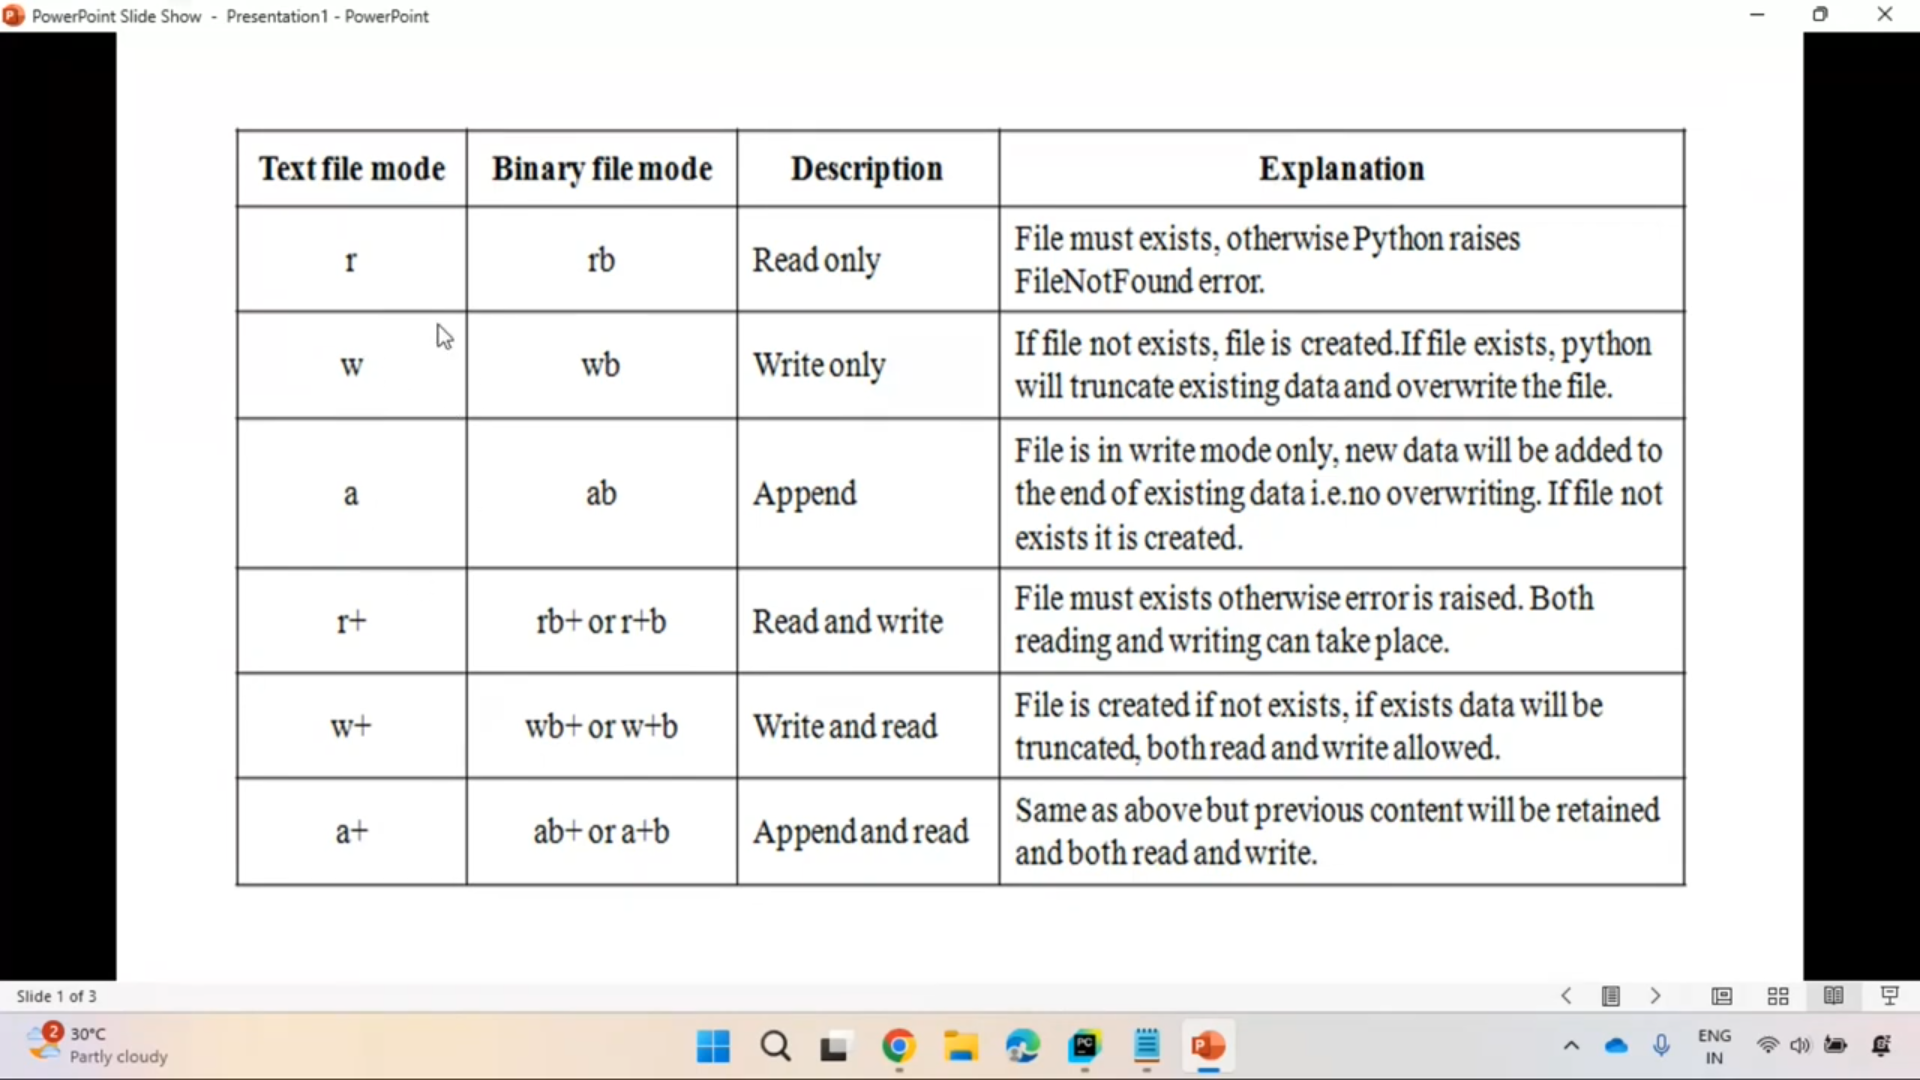 PowerPoint Slide Show - Presentation1 - PowerPoint
Text file mode Binary file mode Description Explanation
r rb Read only File must exists, otherwise Python raises
FileNotFound error.
w wb Write only If file not exists, file is created.If file exists, python
will truncate existing data and overwrite the file.
a ab Append File is in write mode only, new data will be added to
the end of existing data i.e.no overwriting. If file not
exists it is created.
r+ rb+ or r+b Read and write File must exists otherwise error is raised. Both
reading and writing can take place.
w+ wb+ or w+b Write and read File is created if not exists, if exists data will be
truncated, both read and write allowed.
a+ ab+ or a+b Append and read Same as above but previous content will be retained
and both read and write.
Slide 1 of 3
2 30°C
Partly cloudy
PC
P
ENG
IN